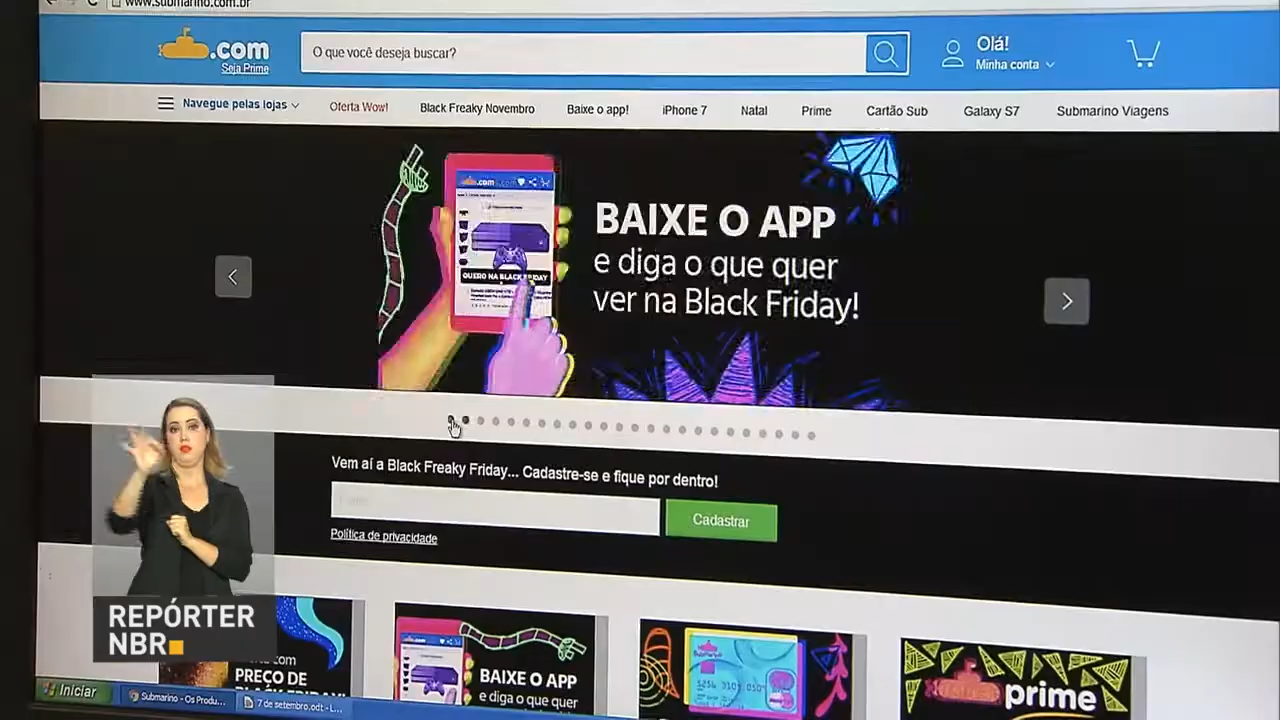 www.submarino.com.br
.com
Seja Prime
O que você deseja buscar?
Olá!
Minha conta
Navegue pelas lojas
Oferta Wow!
Black Freaky Novembro
Baixe o app!
iPhone 7
Natal
Prime
Cartão Sub
Galaxy S7
Submarino Viagens
.com
QUERO NA BLACK FRIDAY
BAIXE O APP
e diga o que quer
ver na Black Friday!
Vem aí a Black Freaky Friday... Cadastre-se e fique por dentro!
Cadastrar
Política de privacidade
REPÓRTER
NBR
com
PREÇO DE
BLACK FRIDAY!
BAIXE O APP
e diga o que quer
prime
Iniciar
Submarino - Os Produ...
7 de setembro.odt - L...